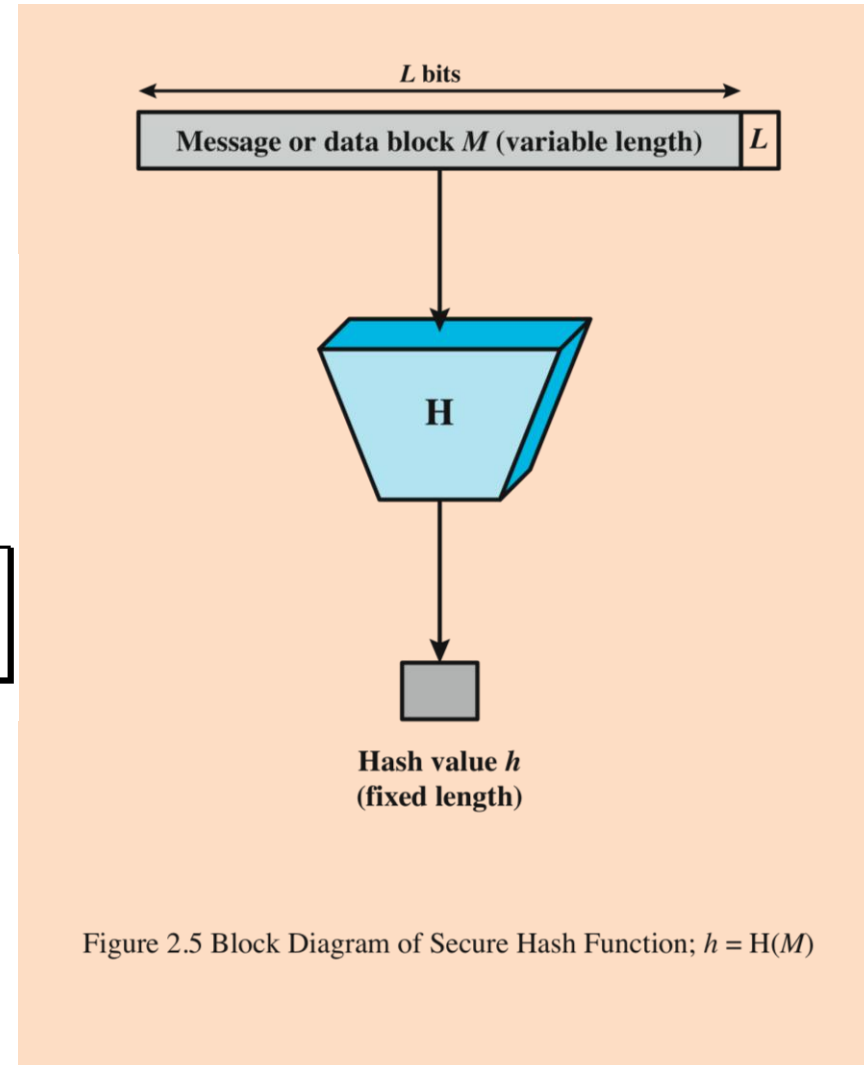 L bits
Message or data block M (variable length) L
H
Hash value h
(fixed length)
Figure 2.5 Block Diagram of Secure Hash Function; h = H(M)